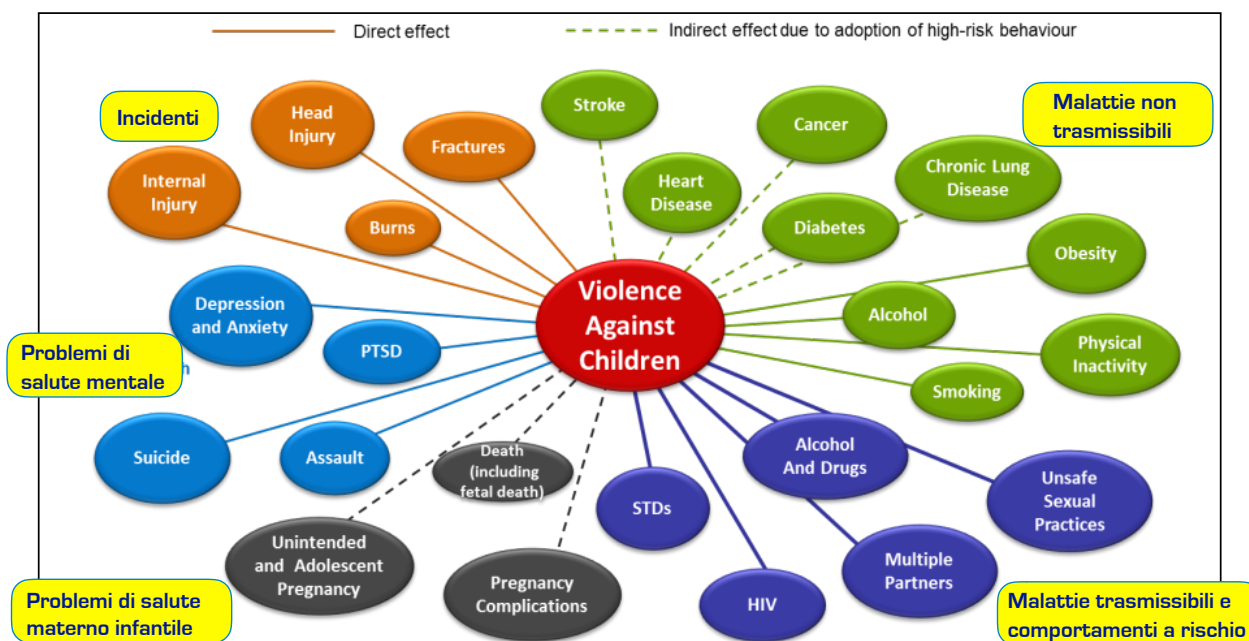 Direct effect
Indirect effect due to adoption of high-risk behaviour
Incidenti
Head
Injury
Fractures
Stroke
Cancer
Malattie non
trasmissibili
Internal
Injury
Burns
Heart
Disease
Diabetes
Chronic Lung
Disease
Obesity
Violence
Against
Children
Depression
and Anxiety
PTSD
Alcohol
Physical
Inactivity
Problemi di
salute mentale
Smoking
Suicide
Assault
Death
(including
fetal death)
STDs
Alcohol
And Drugs
Unsafe
Sexual
Practices
Unintended
and Adolescent
Pregnancy
Pregnancy
Complications
HIV
Multiple
Partners
Problemi di salute
materno infantile
Malattie trasmissibili e
comportamenti a rischio